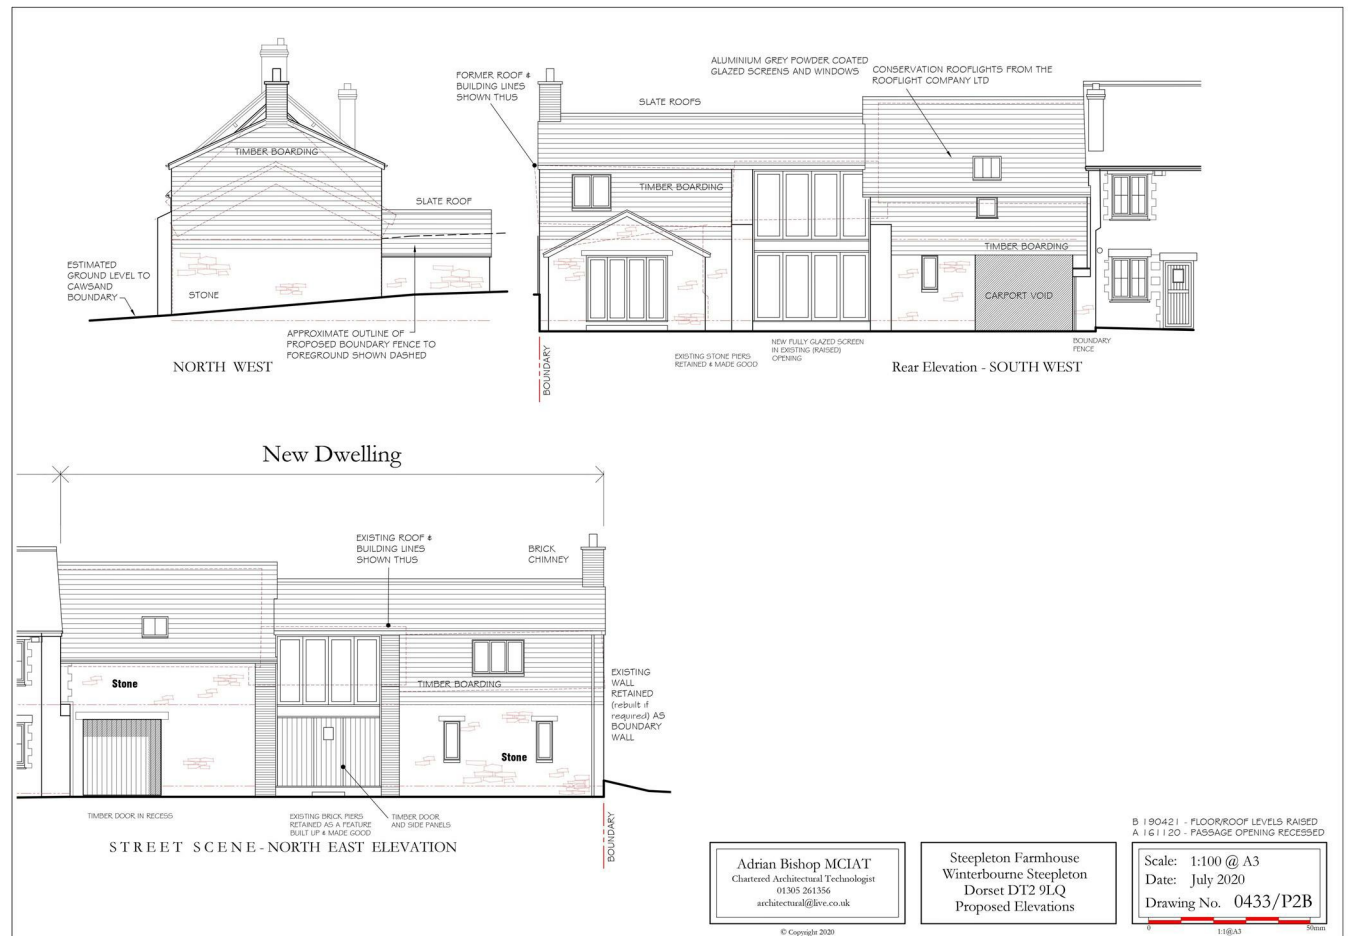 TIMBER BOARDING
SLATE ROOF
ESTIMATED
GROUND LEVEL TO
CAWSAND
BOUNDARY
STONE
APPROXIMATE OUTLINE OF
PROPOSED BOUNDARY FENCE TO
FOREGROUND SHOWN DASHED
NORTH WEST
FORMER ROOF &
BUILDING LINES
SHOWN THUS
SLATE ROOFS
ALUMINIUM GREY POWDER COATED
GLAZED SCREENS AND WINDOWS
CONSERVATION ROOFLIGHTS FROM THE
ROOFLIGHT COMPANY LTD
TIMBER BOARDING
TIMBER BOARDING
CARPORT VOID
BOUNDARY
EXISTING STONE PIERS
RETAINED & MADE GOOD
NEW FULLY GLAZED SCREEN
IN EXISTING (RAISED)
OPENING
BOUNDARY
FENCE
Rear Elevation - SOUTH WEST
New Dwelling
EXISTING ROOF &
BUILDING LINES
SHOWN THUS
BRICK
CHIMNEY
Stone
TIMBER BOARDING
Stone
EXISTING
WALL
RETAINED
(rebuilt if
required) AS
BOUNDARY
WALL
TIMBER DOOR IN RECESS
EXISTING BRICK PIERS
RETAINED AS A FEATURE
BUILT UP & MADE GOOD
TIMBER DOOR
AND SIDE PANELS
BOUNDARY
STREET SCENE - NORTH EAST ELEVATION
B 190421 - FLOOR/ROOF LEVELS RAISED
A 161120 - PASSAGE OPENING RECESSED
Adrian Bishop MCIAT
Chartered Architectural Technologist
01305 261356
architectural@live.co.uk
© Copyright 2020
Steepleton Farmhouse
Winterbourne Steepleton
Dorset DT2 9LQ
Proposed Elevations
Scale: 1:100 @ A3
Date: July 2020
Drawing No. 0433/P2B
0 1:1@A3 50mm